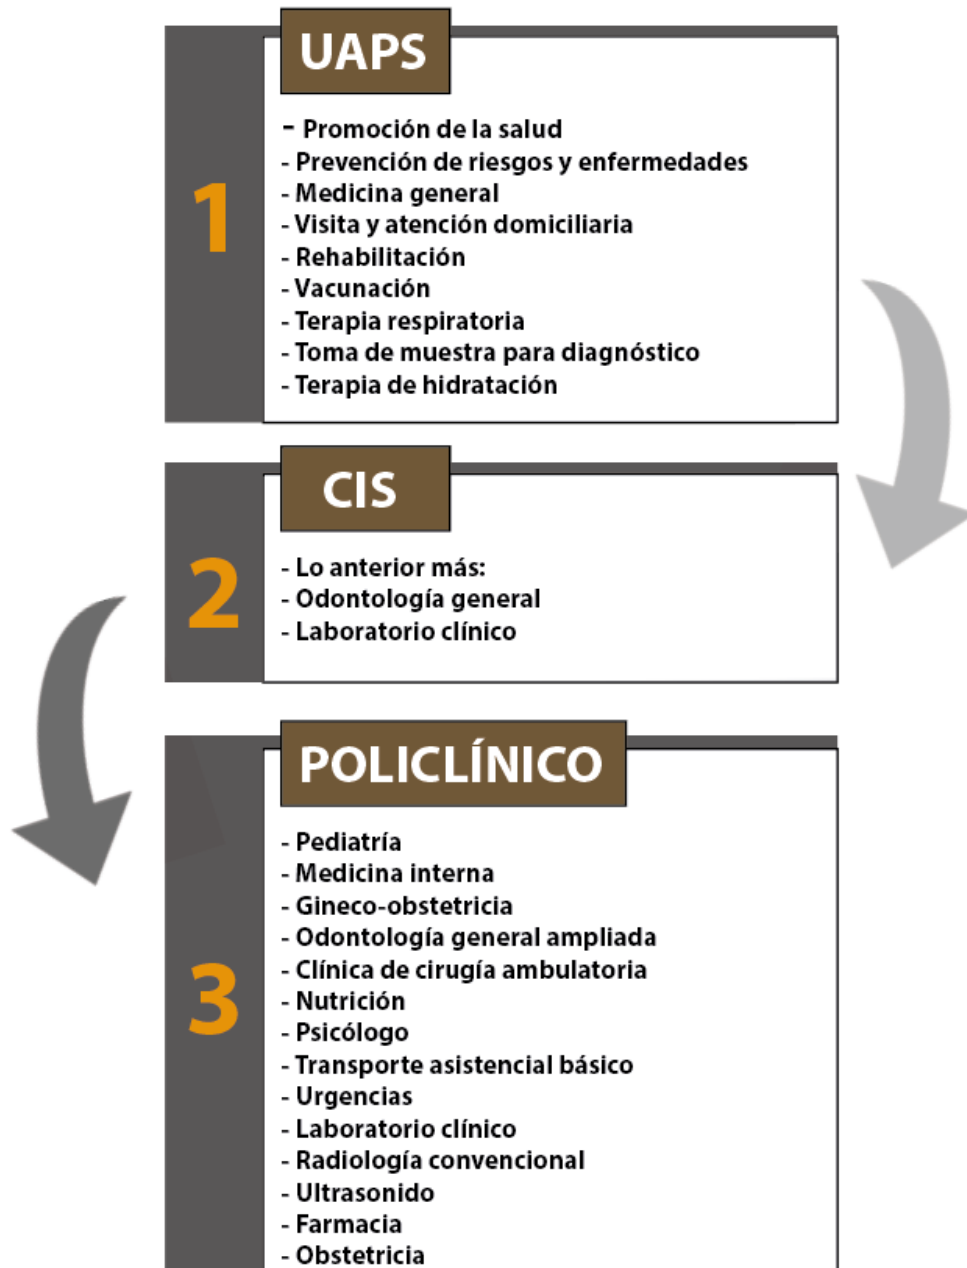 UAPS
1
- Promoción de la salud
- Prevención de riesgos y enfermedades
- Medicina general
- Visita y atención domiciliaria
- Rehabilitación
- Vacunación
- Terapia respiratoria
- Toma de muestra para diagnóstico
- Terapia de hidratación
CIS
2
- Lo anterior más:
- Odontología general
- Laboratorio clínico
POLICLÍNICO
3
- Pediatría
- Medicina interna
- Gineco-obstetricia
- Odontología general ampliada
- Clínica de cirugía ambulatoria
- Nutrición
- Psicólogo
- Transporte asistencial básico
- Urgencias
- Laboratorio clínico
- Radiología convencional
- Ultrasonido
- Farmacia
- Obstetricia